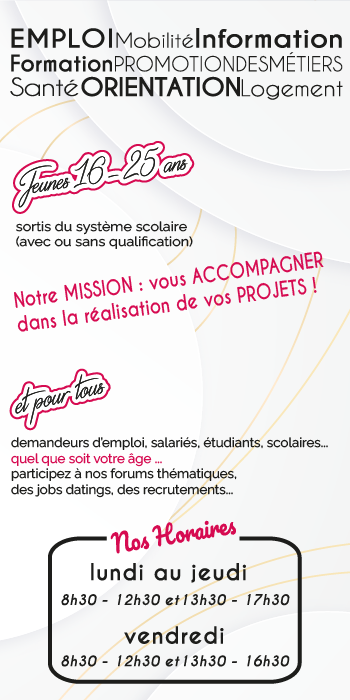 EMPLOIMobilitéInformation
FormationPROMOTIONDESMÉTIERS
SantéORIENTATIONLogement
Jeunes 16-25 ans
sortis du système scolaire
(avec ou sans qualification)
Notre MISSION : vous ACCOMPAGNER
dans la réalisation de vos PROJETS !
et pour tous
demandeurs d'emploi, salariés, étudiants, scolaires...
quel que soit votre âge ...
participez à nos forums thématiques,
des jobs datings, des recrutements...
Nos Horaires
lundi au jeudi
8h30 - 12h30 et 13h30 - 17h30
vendredi
8h30 - 12h30 et 13h30 - 16h30